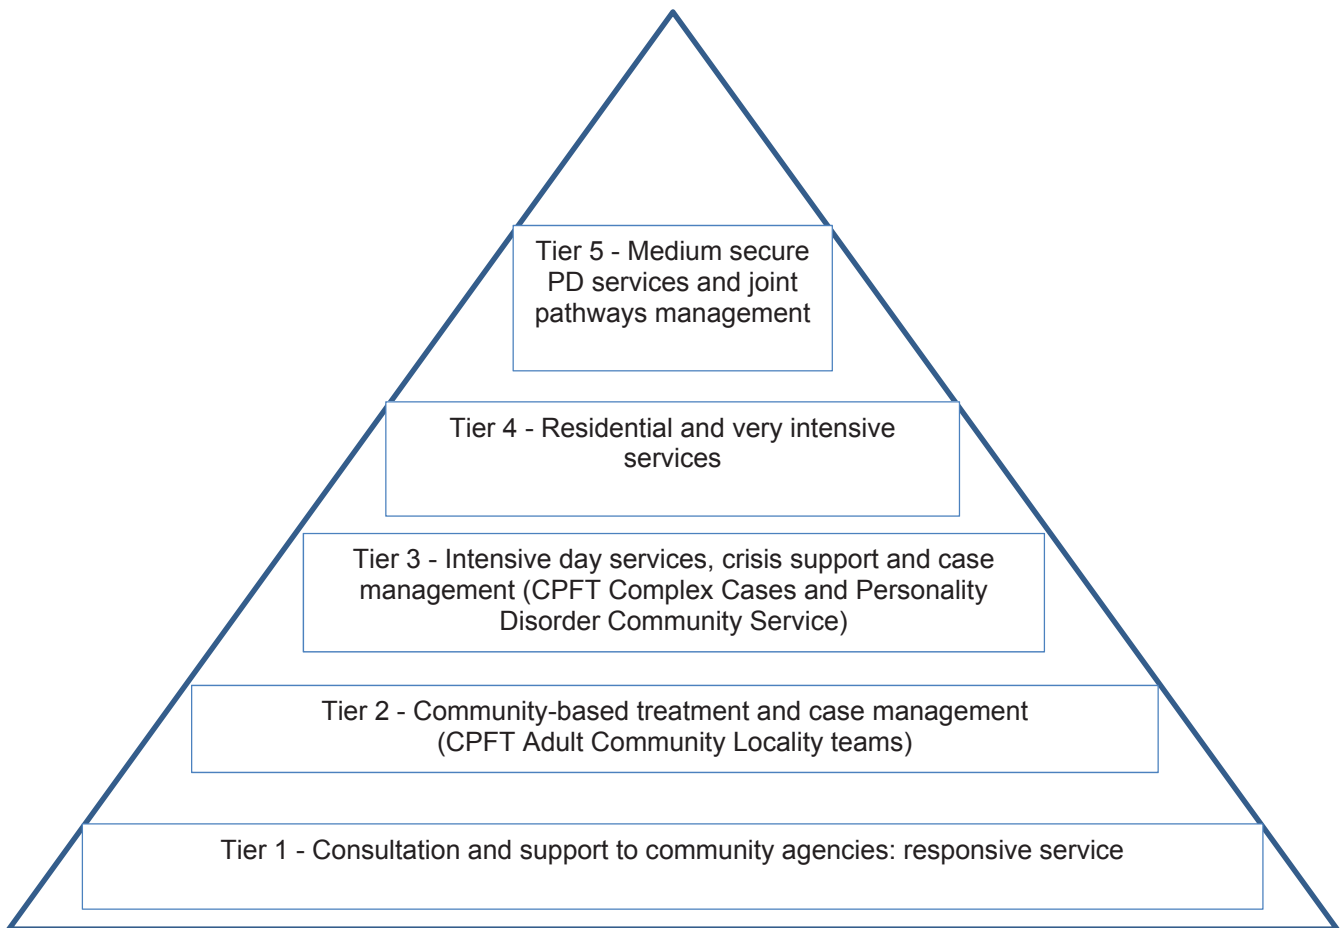 Tier 5 - Medium secure
PD services and joint
pathways management
Tier 4 - Residential and very intensive
services
Tier 3 - Intensive day services, crisis support and case
management (CPFT Complex Cases and Personality
Disorder Community Service)
Tier 2 - Community-based treatment and case management
(CPFT Adult Community Locality teams)
Tier 1 - Consultation and support to community agencies: responsive service